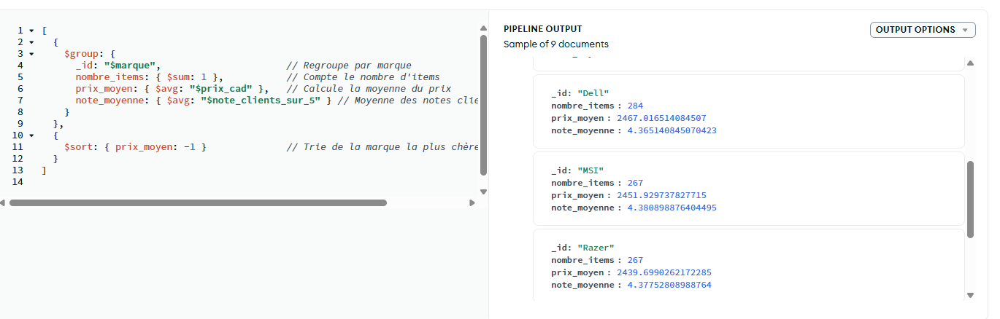 1 [
2 {
3 $group: {
4 _id: "$marque", // Regroupe par marque
5 nombre_items: { $sum: 1 }, // Compte le nombre d'items
6 prix_moyen: { $avg: "$prix_cad" }, // Calcule la moyenne du prix
7 note_moyenne: { $avg: "$note_clients_sur_5" } // Moyenne des notes clie
8 }
9 },
10 {
11 $sort: { prix_moyen: -1 } // Trie de la marque la plus chère
12 }
13 ]
14
PIPELINE OUTPUT
OUTPUT OPTIONS
Sample of 9 documents
_id: "Dell"
nombre_items : 284
prix_moyen : 2467.016514084507
note_moyenne : 4.365140845070423
_id: "MSI"
nombre_items : 267
prix_moyen : 2451.929737827715
note_moyenne : 4.380898876404495
_id: "Razer"
nombre_items : 267
prix_moyen : 2439.6990262172285
note_moyenne : 4.37752808988764